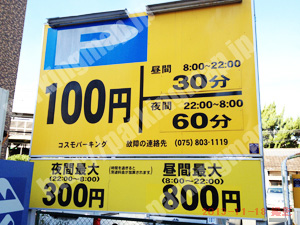 P
昼間 8:00～22:00
30分
100円
夜間 22:00～8:00
60分
コスモパーキング 故障の連絡先 (075) 803-1119
夜間最大
(22:00～8:00)
300円
昼間最大
(8:00～22:00)
800円